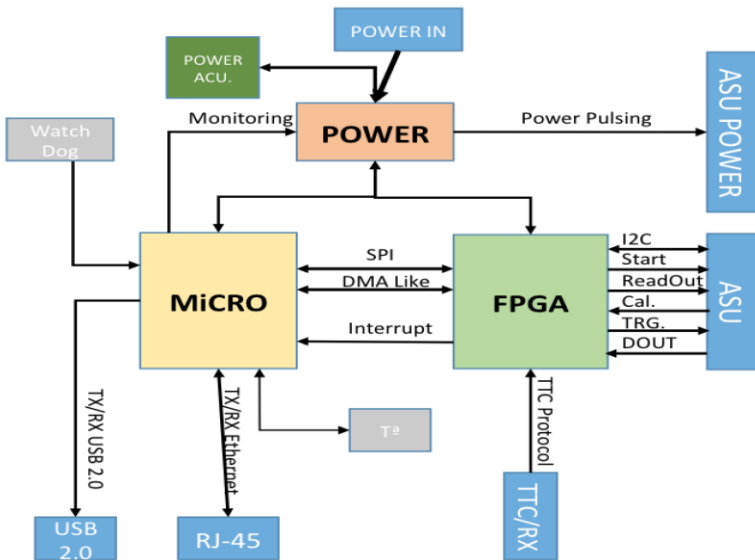 POWER IN
POWER
ACU.
Monitoring
POWER
Power Pulsing
ASU POWER
Watch
Dog
MiCRO
SPI
DMA Like
Interrupt
FPGA
I2C
Start
ReadOut
Cal.
TRG.
DOUT
ASU
TX/RX USB 2.0
TX/RX Ethernet
Tª
TTC Protocol
USB
2.0
RJ-45
TTC/RX